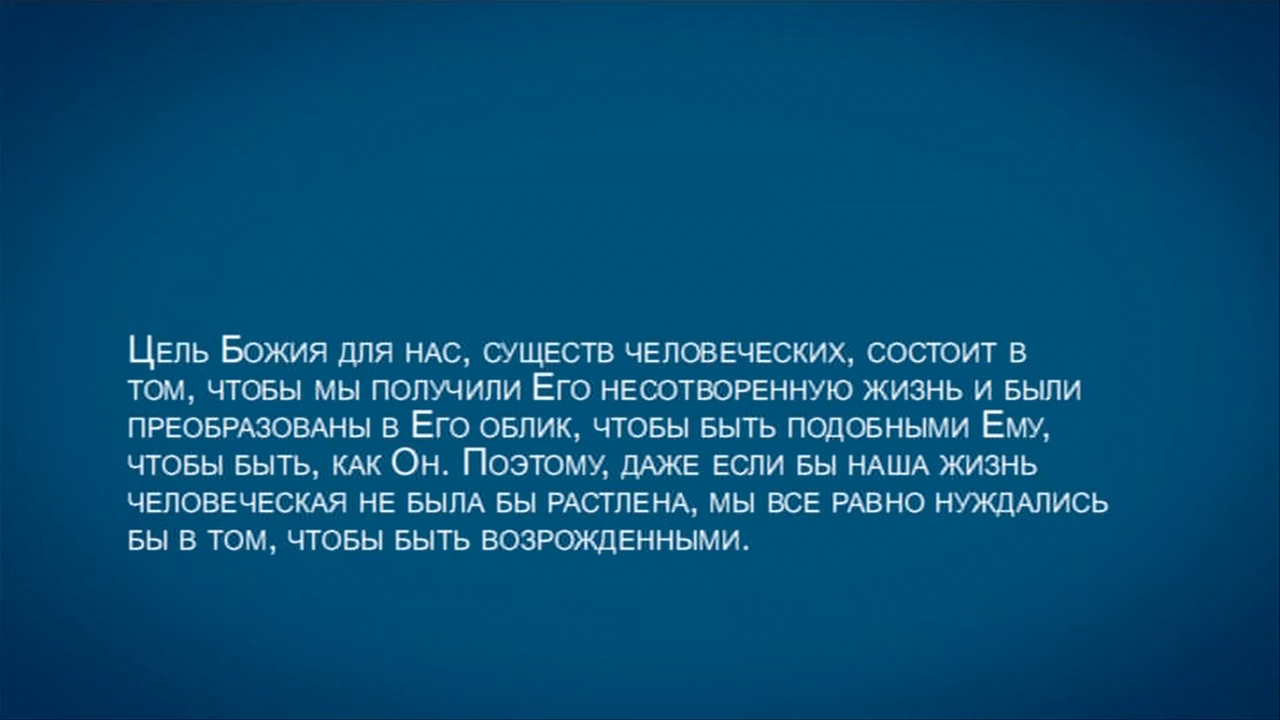 Цель Божия для нас, существ человеческих, состоит в
том, чтобы мы получили Его несотворенную жизнь и были
преобразованы в Его облик, чтобы быть подобными Ему,
чтобы быть, как Он. Поэтому, даже если бы наша жизнь
человеческая не была бы растлена, мы все равно нуждались
бы в том, чтобы быть возрожденными.